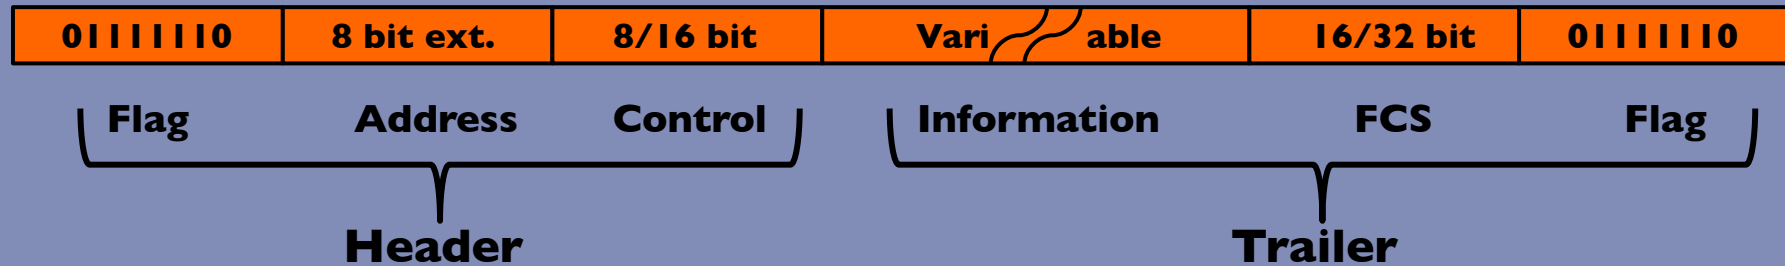 01111110 8 bit ext. 8/16 bit Vari able 16/32 bit 01111110
Flag Address Control Information FCS Flag
Header Trailer